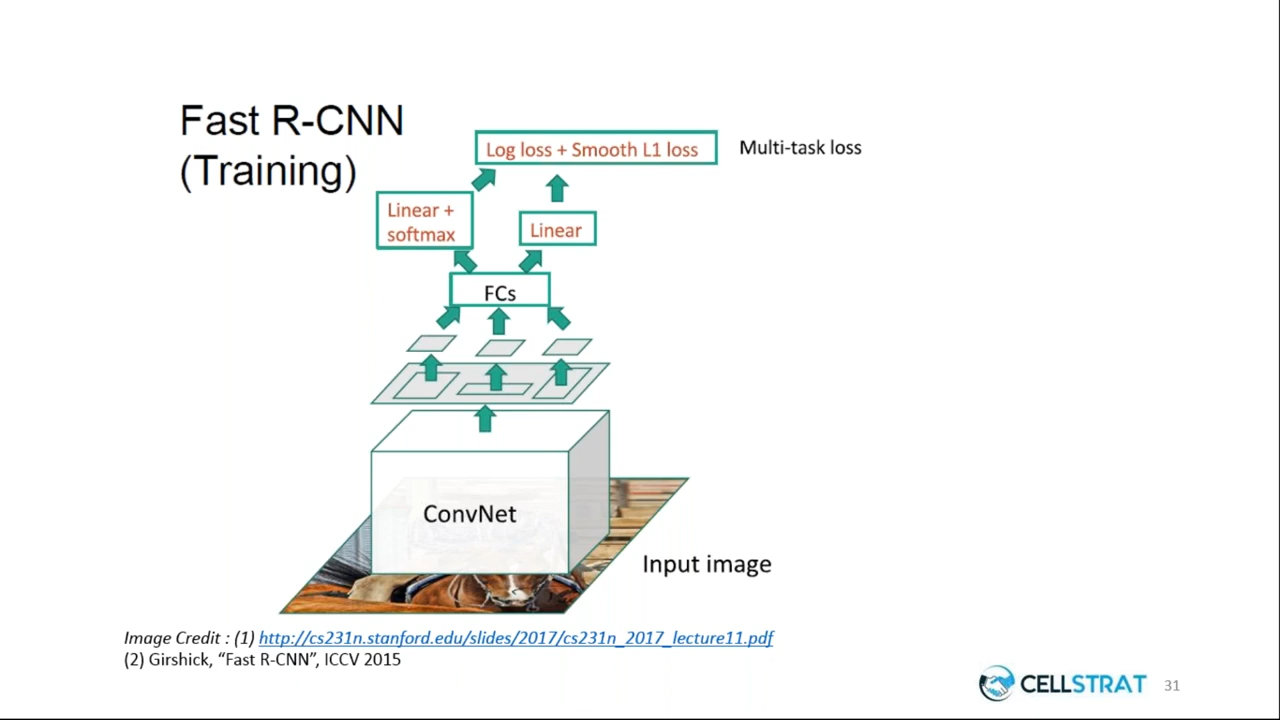 Fast R-CNN
(Training)
Log loss + Smooth L1 loss
Multi-task loss
Linear +
softmax
Linear
FCs
ConvNet
Input image
Image Credit : (1) http://cs231n.stanford.edu/slides/2017/cs231n_2017_lecture11.pdf
(2) Girshick, “Fast R-CNN”, ICCV 2015
CELLSTRAT
31